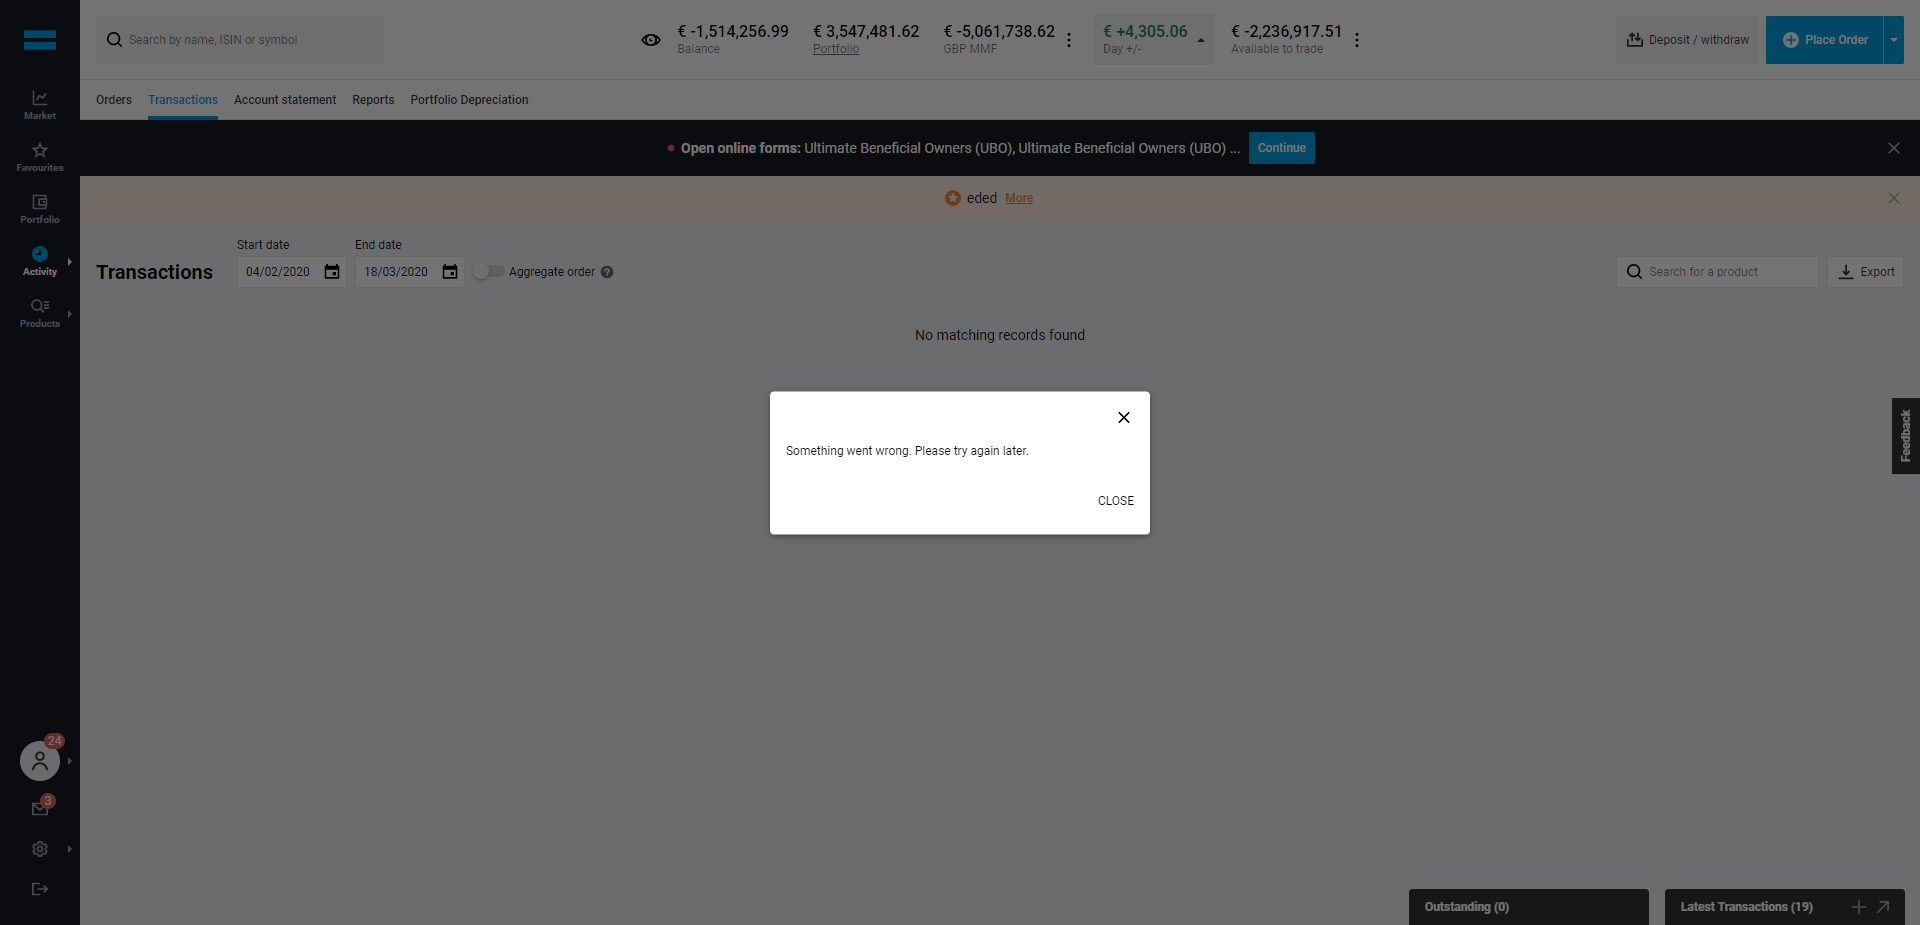 Search by name, ISIN or symbol
€ -1,514,256.99
Balance
€ 3,547,481.62
Portfolio
€ -5,061,738.62
GBP MMF
€ +4,305.06
Day +/-
€ -2,236,917.51
Available to trade
Deposit / withdraw
Place Order
Orders
Transactions
Account statement
Reports
Portfolio Depreciation
Open online forms: Ultimate Beneficial Owners (UBO), Ultimate Beneficial Owners (UBO) ...
Continue
eded More
Market
Favourites
Portfolio
Activity
Products
24
3
Transactions
Start date
04/02/2020
End date
18/03/2020
Aggregate order
?
Search for a product
Export
No matching records found
Something went wrong. Please try again later.
CLOSE
Feedback
Outstanding (0)
Latest Transactions (19)